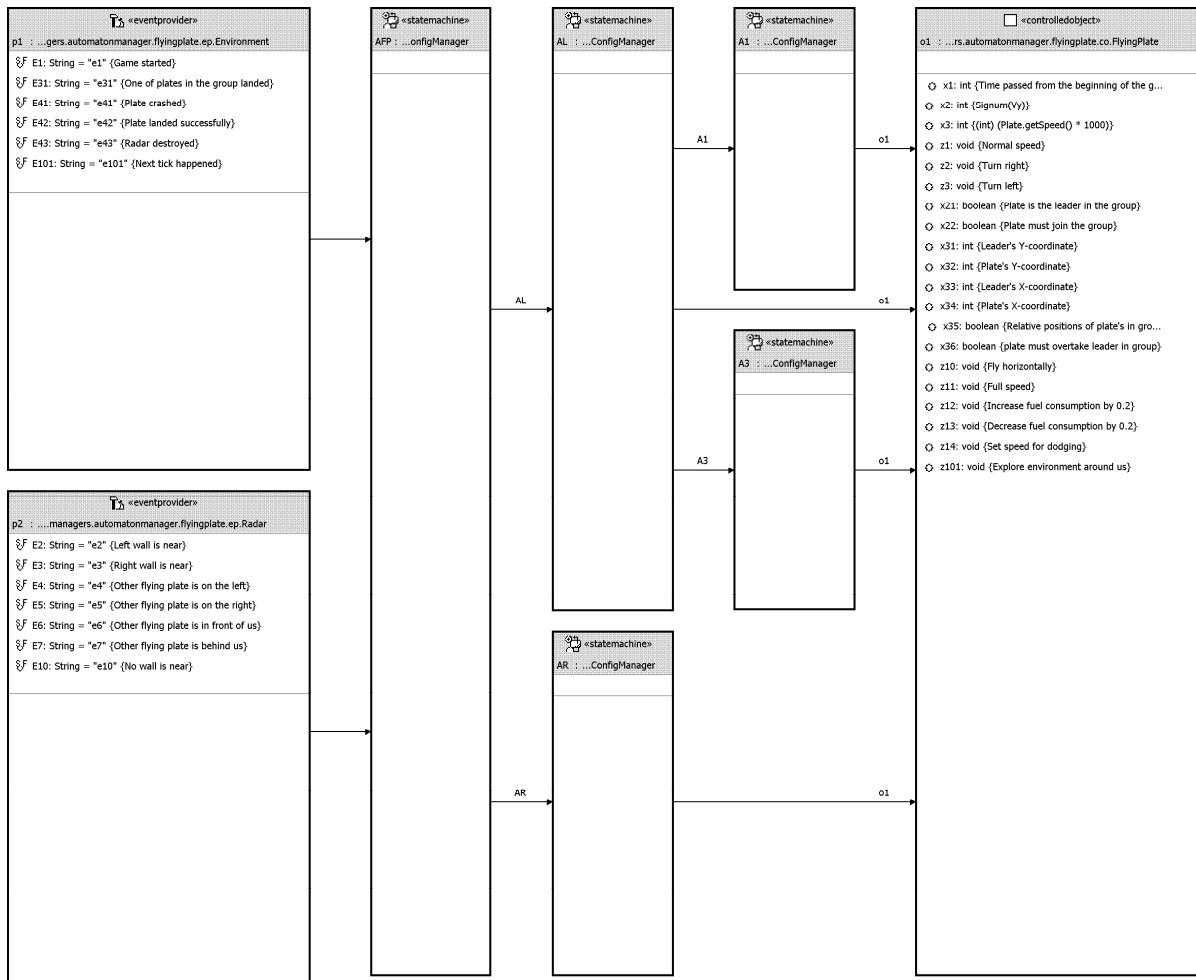 «eventprovider»
p1 : ...gers.automatonmanager.flyingplate.ep.Environment
E1: String = "e1" {Game started}
E31: String = "e31" {One of plates in the group landed}
E41: String = "e41" {Plate crashed}
E42: String = "e42" {Plate landed successfully}
E43: String = "e43" {Radar destroyed}
E101: String = "e101" {Next tick happened}
«eventprovider»
p2 : ....managers.automatonmanager.flyingplate.ep.Radar
E2: String = "e2" {Left wall is near}
E3: String = "e3" {Right wall is near}
E4: String = "e4" {Other flying plate is on the left}
E5: String = "e5" {Other flying plate is on the right}
E6: String = "e6" {Other flying plate is in front of us}
E7: String = "e7" {Other flying plate is behind us}
E10: String = "e10" {No wall is near}
«statemachine»
AFP : ...onfigManager
AL
AR
«statemachine»
AL : ...ConfigManager
A1
o1
A3
«statemachine»
AR : ...ConfigManager
o1
«statemachine»
A1 : ...ConfigManager
o1
«statemachine»
A3 : ...ConfigManager
o1
«controlledobject»
o1 : ...rs.automatonmanager.flyingplate.co.FlyingPlate
x1: int {Time passed from the beginning of the g...
x2: int {Signum(Vy)}
x3: int {(int) (Plate.getSpeed() * 1000)}
z1: void {Normal speed}
z2: void {Turn right}
z3: void {Turn left}
x21: boolean {Plate is the leader in the group}
x22: boolean {Plate must join the group}
x31: int {Leader's Y-coordinate}
x32: int {Plate's Y-coordinate}
x33: int {Leader's X-coordinate}
x34: int {Plate's X-coordinate}
x35: boolean {Relative positions of plate's in gro...
x36: boolean {plate must overtake leader in group}
z10: void {Fly horizontally}
z11: void {Full speed}
z12: void {Increase fuel consumption by 0.2}
z13: void {Decrease fuel consumption by 0.2}
z14: void {Set speed for dodging}
z101: void {Explore environment around us}